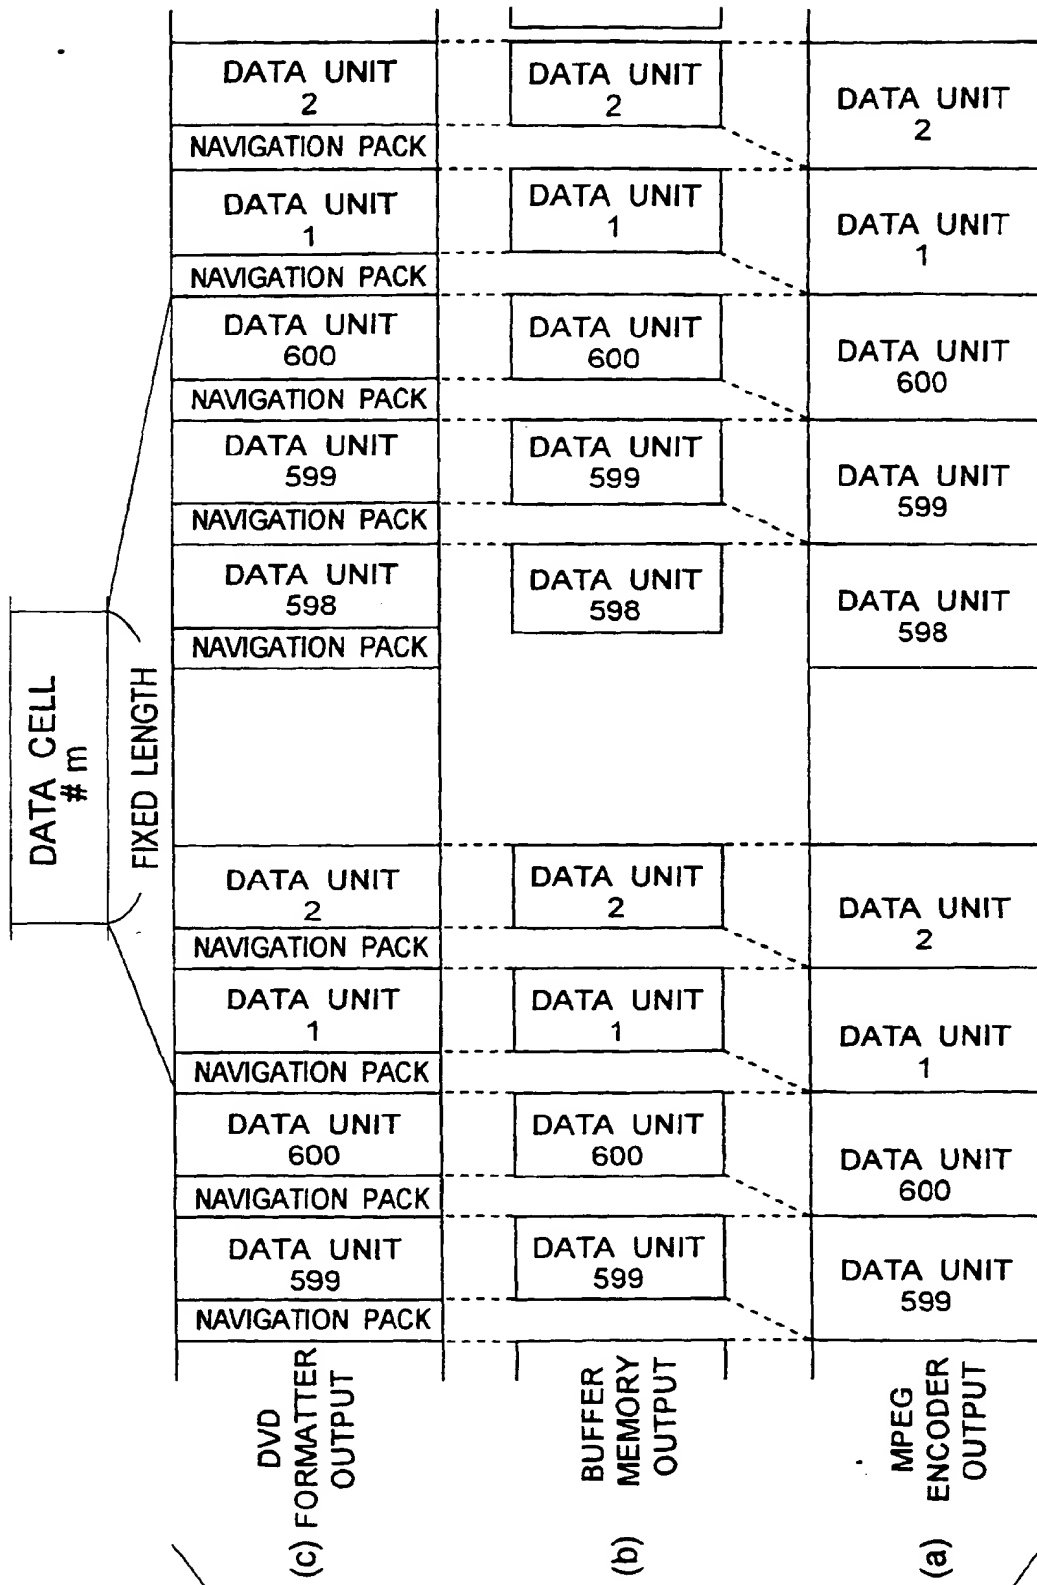 DATA UNIT
2
NAVIGATION PACK
DATA UNIT
1
NAVIGATION PACK
DATA UNIT
600
NAVIGATION PACK
DATA UNIT
599
NAVIGATION PACK
DATA UNIT
598
NAVIGATION PACK
DATA UNIT
2
NAVIGATION PACK
DATA UNIT
1
NAVIGATION PACK
DATA UNIT
600
NAVIGATION PACK
DATA UNIT
599
NAVIGATION PACK
DATA UNIT
2
DATA UNIT
1
DATA UNIT
600
DATA UNIT
599
DATA UNIT
598
DATA UNIT
2
DATA UNIT
1
DATA UNIT
600
DATA UNIT
599
DATA UNIT
2
DATA UNIT
1
DATA UNIT
600
DATA UNIT
599
DATA UNIT
598
DATA UNIT
2
DATA UNIT
1
DATA UNIT
600
DATA UNIT
599
DATA CELL
# m
FIXED LENGTH
DVD
(c) FORMATTER
OUTPUT
BUFFER
(b) MEMORY
OUTPUT
MPEG
(a) ENCODER
OUTPUT